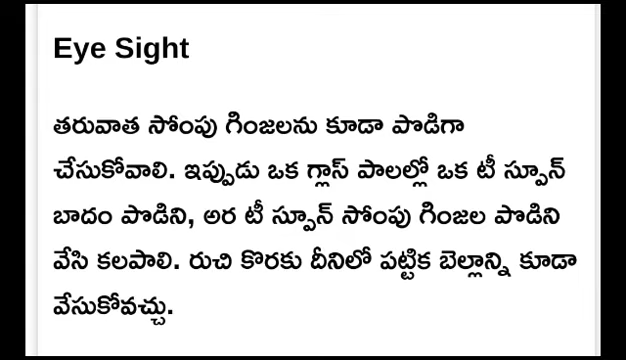 Eye Sight
తరువాత సోంపు గింజలను కూడా పొడిగా
చేసుకోవాలి. ఇప్పుడు ఒక గ్లాస్ పాలల్లో ఒక టీ స్పూన్
బాదం పొడిని, అర టీ స్పూన్ సోంపు గింజల పొడిని
వేసి కలపాలి. రుచి కొరకు దీనిలో పట్టిక బెల్లాన్ని కూడా
వేసుకోవచ్చు.